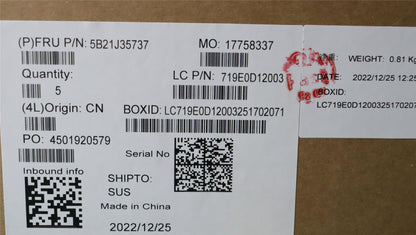 (P)FRU P/N: 5B21J35737
MO: 17758337
Quantity:
5
LC P/N: 719E0D12003
(4L)Origin: CN
BOXID: LC719E0D12003251702071
PO: 4501920579
Serial No
Inbound info
SHIPTO:
SUS
Made in China
2022/12/25
WEIGHT: 0.81 Kg
DATE: 2022/12/25 12:25
BOXID:
LC719E0D12003251702071